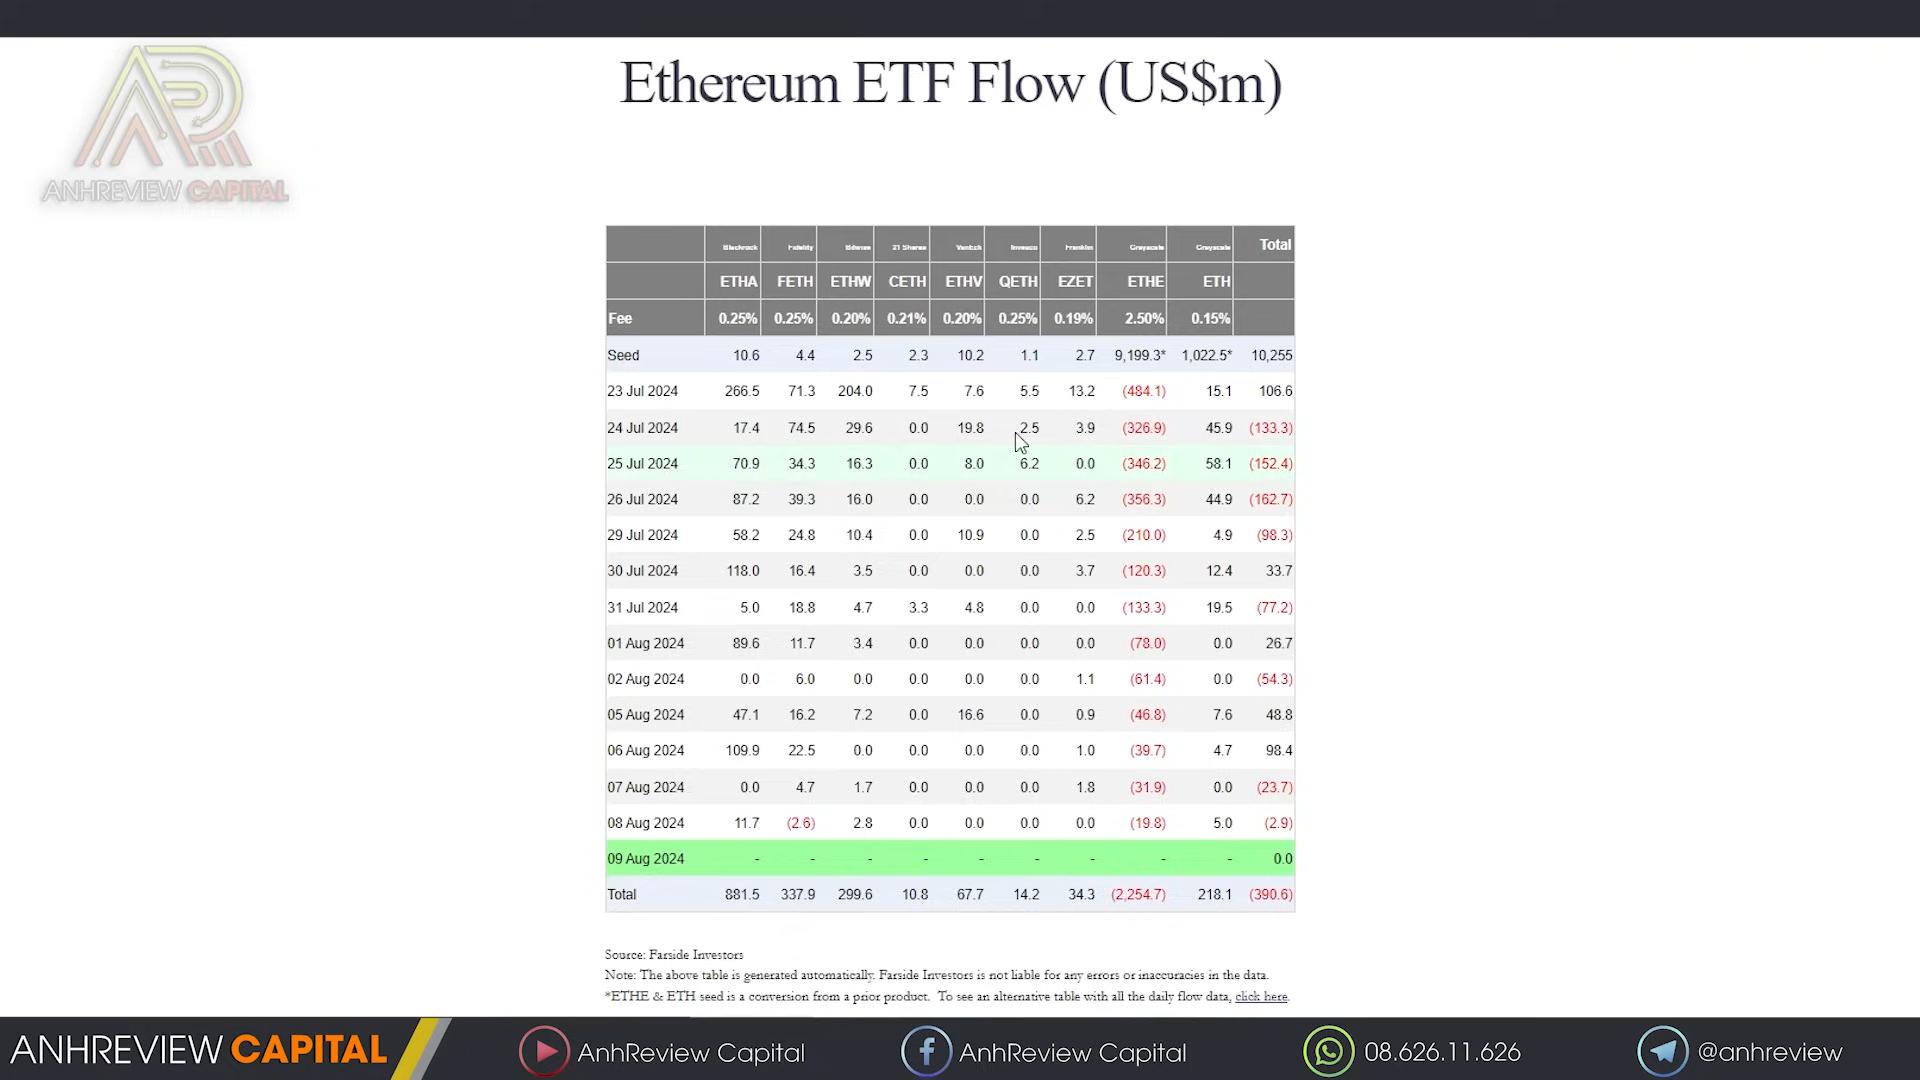 ANHREVIEW CAPITAL
Ethereum ETF Flow (US$m)
Blackrock Fidelity Bitwise 21 Shares VanEck Invesco Franklin Grayscale Grayscale Total
ETHA FETH ETHW CETH ETHV QETH EZET ETHE ETH
Fee 0.25% 0.25% 0.20% 0.21% 0.20% 0.25% 0.19% 2.50% 0.15%
Seed 10.6 4.4 2.5 2.3 10.2 1.1 2.7 9,199.3* 1,022.5* 10,255
23 Jul 2024 266.5 71.3 204.0 7.5 7.6 5.5 13.2 (484.1) 15.1 106.6
24 Jul 2024 17.4 74.5 29.6 0.0 19.8 2.5 3.9 (326.9) 45.9 (133.3)
25 Jul 2024 70.9 34.3 16.3 0.0 8.0 6.2 0.0 (346.2) 58.1 (152.4)
26 Jul 2024 87.2 39.3 16.0 0.0 0.0 0.0 6.2 (356.3) 44.9 (162.7)
29 Jul 2024 58.2 24.8 10.4 0.0 10.9 0.0 2.5 (210.0) 4.9 (98.3)
30 Jul 2024 118.0 16.4 3.5 0.0 0.0 0.0 3.7 (120.3) 12.4 33.7
31 Jul 2024 5.0 18.8 4.7 3.3 4.8 0.0 0.0 (133.3) 19.5 (77.2)
01 Aug 2024 89.6 11.7 3.4 0.0 0.0 0.0 0.0 (78.0) 0.0 26.7
02 Aug 2024 0.0 6.0 0.0 0.0 0.0 0.0 1.1 (61.4) 0.0 (54.3)
05 Aug 2024 47.1 16.2 7.2 0.0 16.6 0.0 0.9 (46.8) 7.6 48.8
06 Aug 2024 109.9 22.5 0.0 0.0 0.0 0.0 1.0 (39.7) 4.7 98.4
07 Aug 2024 0.0 4.7 1.7 0.0 0.0 0.0 1.8 (31.9) 0.0 (23.7)
08 Aug 2024 11.7 (2.6) 2.8 0.0 0.0 0.0 0.0 (19.8) 5.0 (2.9)
09 Aug 2024 - - - - - - - - - 0.0
Total 881.5 337.9 299.6 10.8 67.7 14.2 34.3 (2,254.7) 218.1 (390.6)
Source: Farside Investors
Note: The above table is generated automatically. Farside Investors is not liable for any errors or inaccuracies in the data.
*ETHE & ETH seed is a conversion from a prior product. To see an alternative table with all the daily flow data, click here.
ANHREVIEW CAPITAL AnhReview Capital AnhReview Capital 08.626.11.626 @anhreview